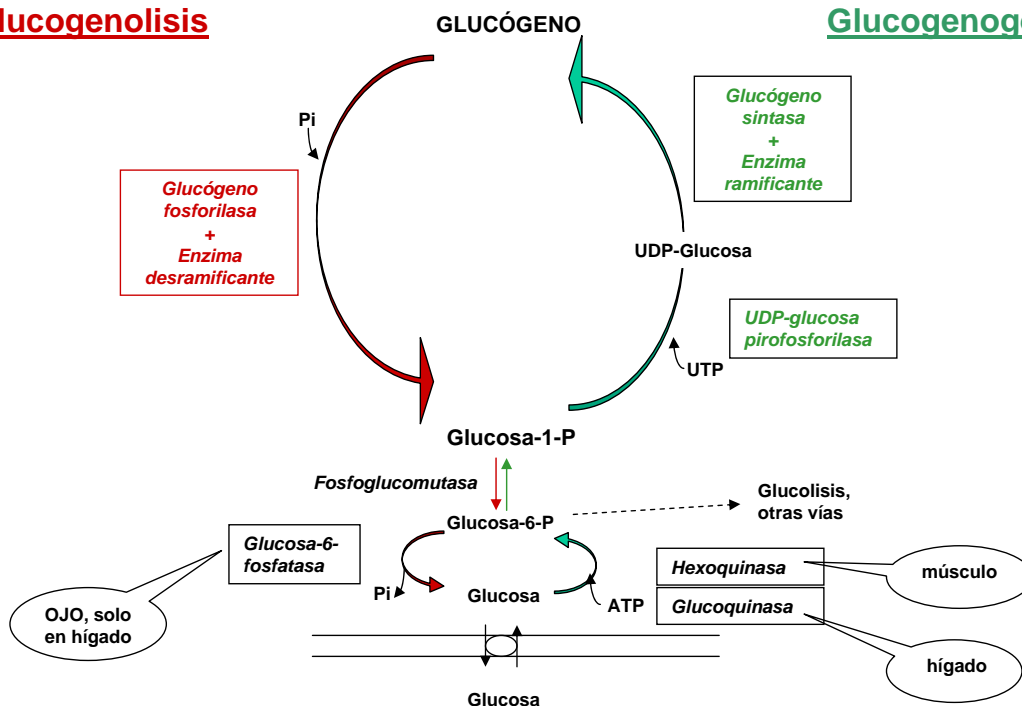 lucogenolisis
GLUCÓGENO
Glucogenog
Pi
Glucógeno
sintasa
+
Enzima
ramificante
Glucógeno
fosforilasa
+
Enzima
desramificante
UDP-Glucosa
UDP-glucosa
pirofosforilasa
UTP
Glucosa-1-P
Fosfoglucomutasa
Glucosa-6-P
Glucolisis,
otras vías
Glucosa-6-
fosfatasa
Pi
Glucosa
ATP
Hexoquinasa
Glucoquinasa
músculo
OJO, solo
en hígado
hígado
Glucosa